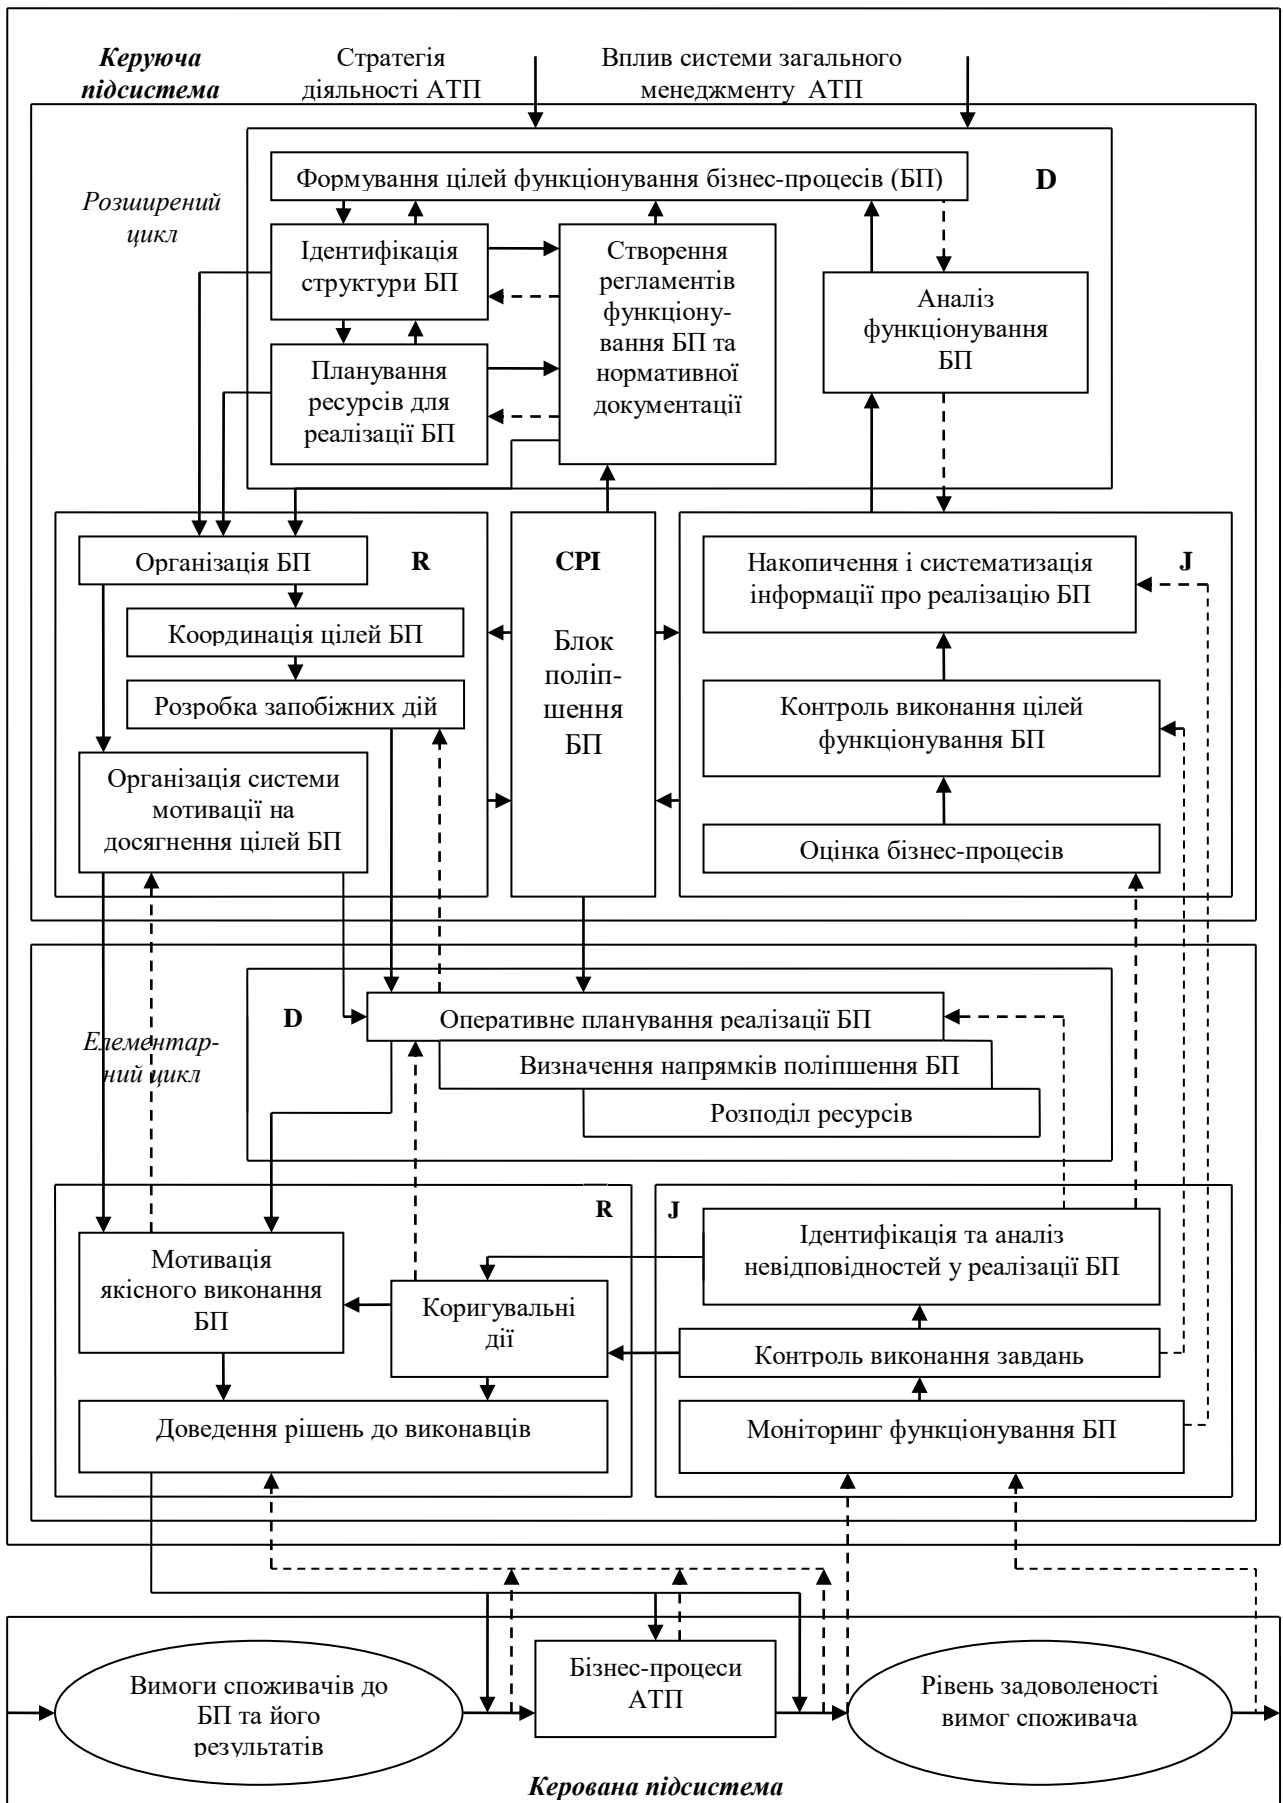 Керуюча
підсистема
Стратегія
діяльності АТП
Вплив системи загального
менеджменту АТП
Розширений
цикл
Формування цілей функціонування бізнес-процесів (БП)
D
Ідентифікація
структури БП
Створення
регламентів
функціону-
вання БП та
нормативної
документації
Аналіз
функціонування
БП
Планування
ресурсів для
реалізації БП
Організація БП
R
Координація цілей БП
Розробка запобіжних дій
Організація системи
мотивації на
досягнення цілей БП
CPI
Блок
поліп-
шення
БП
Накопичення і систематизація
інформації про реалізацію БП
J
Контроль виконання цілей
функціонування БП
Оцінка бізнес-процесів
Елементар-
ний цикл
D
Оперативне планування реалізації БП
Визначення напрямків поліпшення БП
Розподіл ресурсів
R
Мотивація
якісного виконання
БП
Коригувальні
дії
Доведення рішень до виконавців
J
Ідентифікація та аналіз
невідповідностей у реалізації БП
Контроль виконання завдань
Моніторинг функціонування БП
Вимоги споживачів до
БП та його
результатів
Бізнес-процеси
АТП
Рівень задоволеності
вимог споживача
Керована підсистема